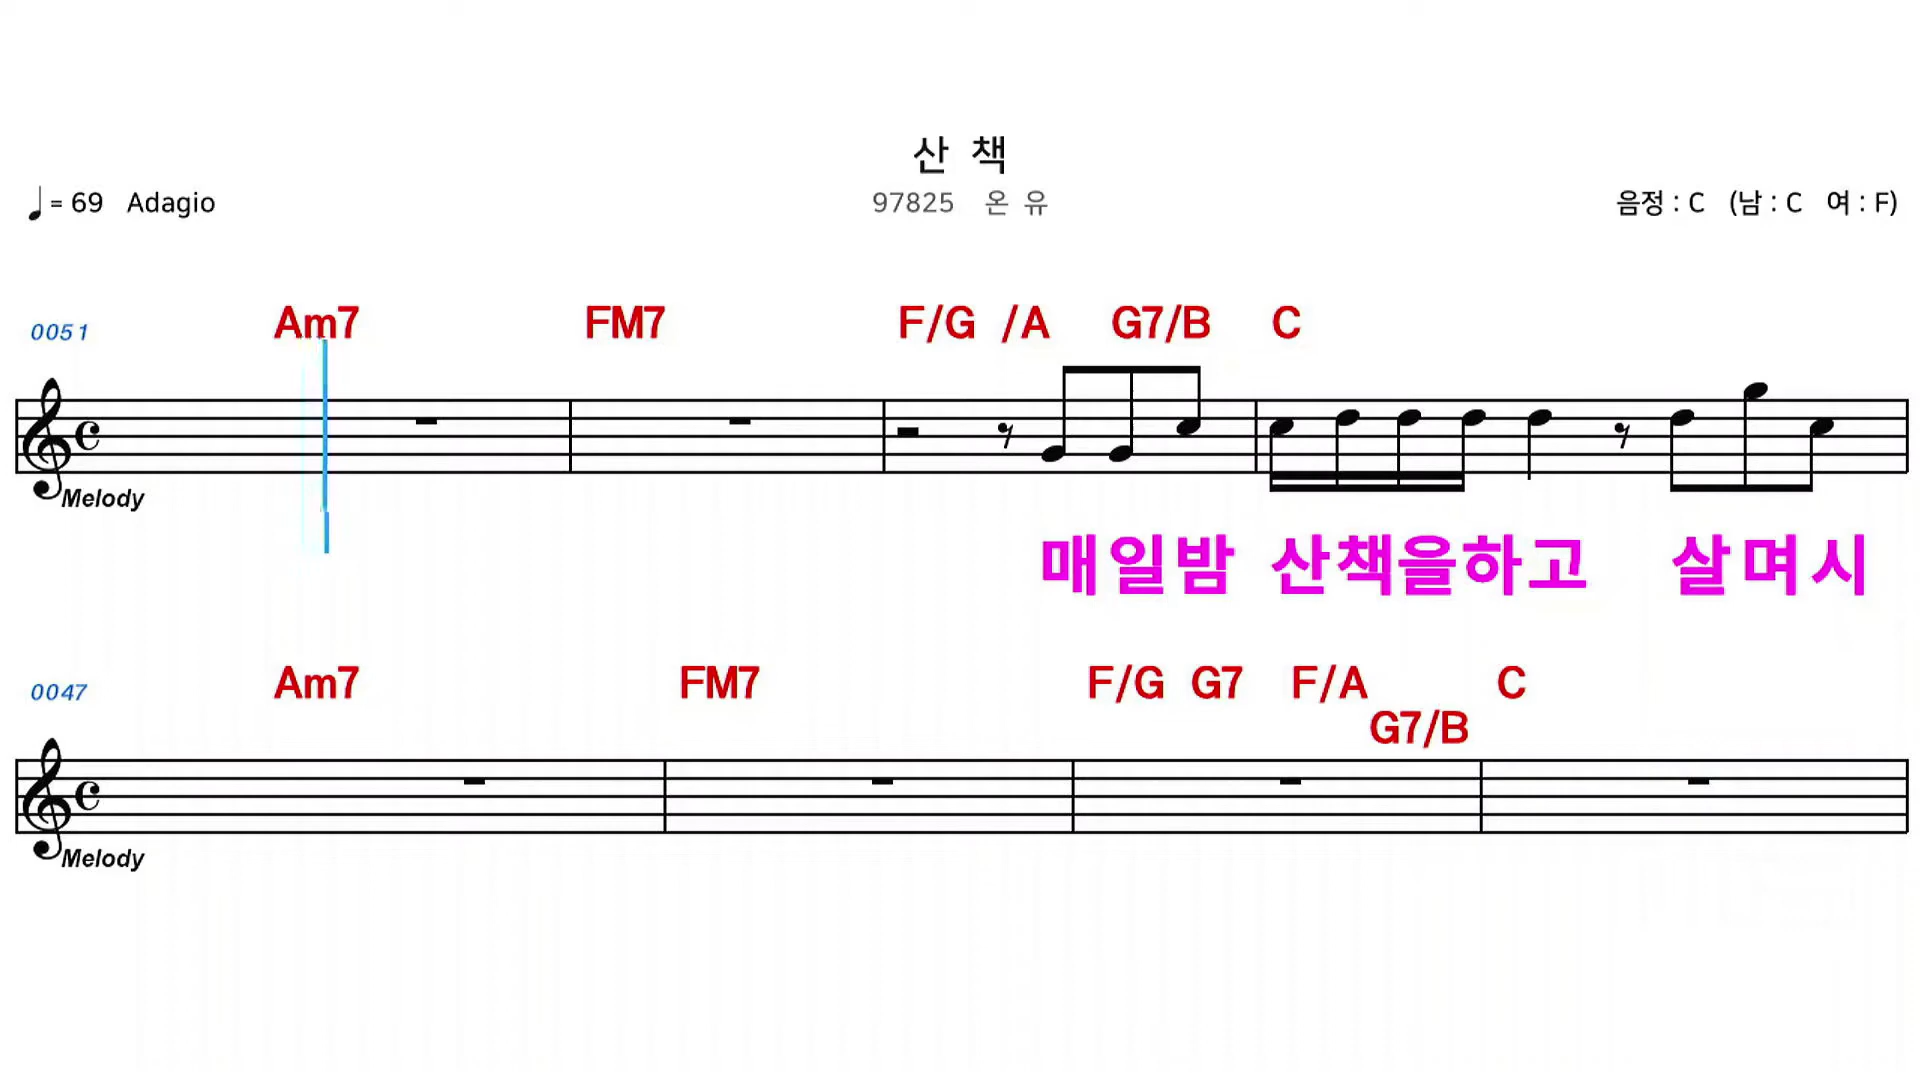 산 책
♩= 69 Adagio 97825 온 유 음정 : C (남 : C 여 : F)
0051 Am7 FM7 F/G /A G7/B C
Melody
매일밤 산책을하고 살며시
0047 Am7 FM7 F/G G7 F/A C
G7/B
Melody